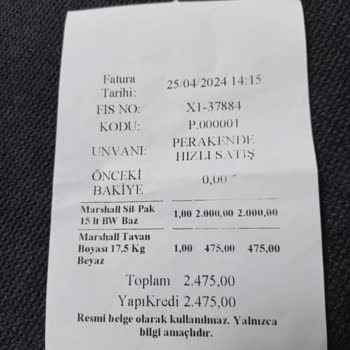 Fatura
Tarihi: 25/04/2024 14:15
FIS NO: X1-37884
KODU: P.000001
UNVANI: PERAKENDE
HIZLI SATIŞ
ÖNCEKİ
BAKİYE 0,00
Marshall Sil-Pak
15 lt BW Baz 1,00 2.000,00 2.000,00
Marshall Tavan
Boyası 17,5 Kg 1,00 475,00 475,00
Beyaz
Toplam 2.475,00
YapıKredi 2.475,00
Resmi belge olarak kullanılmaz. Yalnızca
bilgi amaçlıdır.